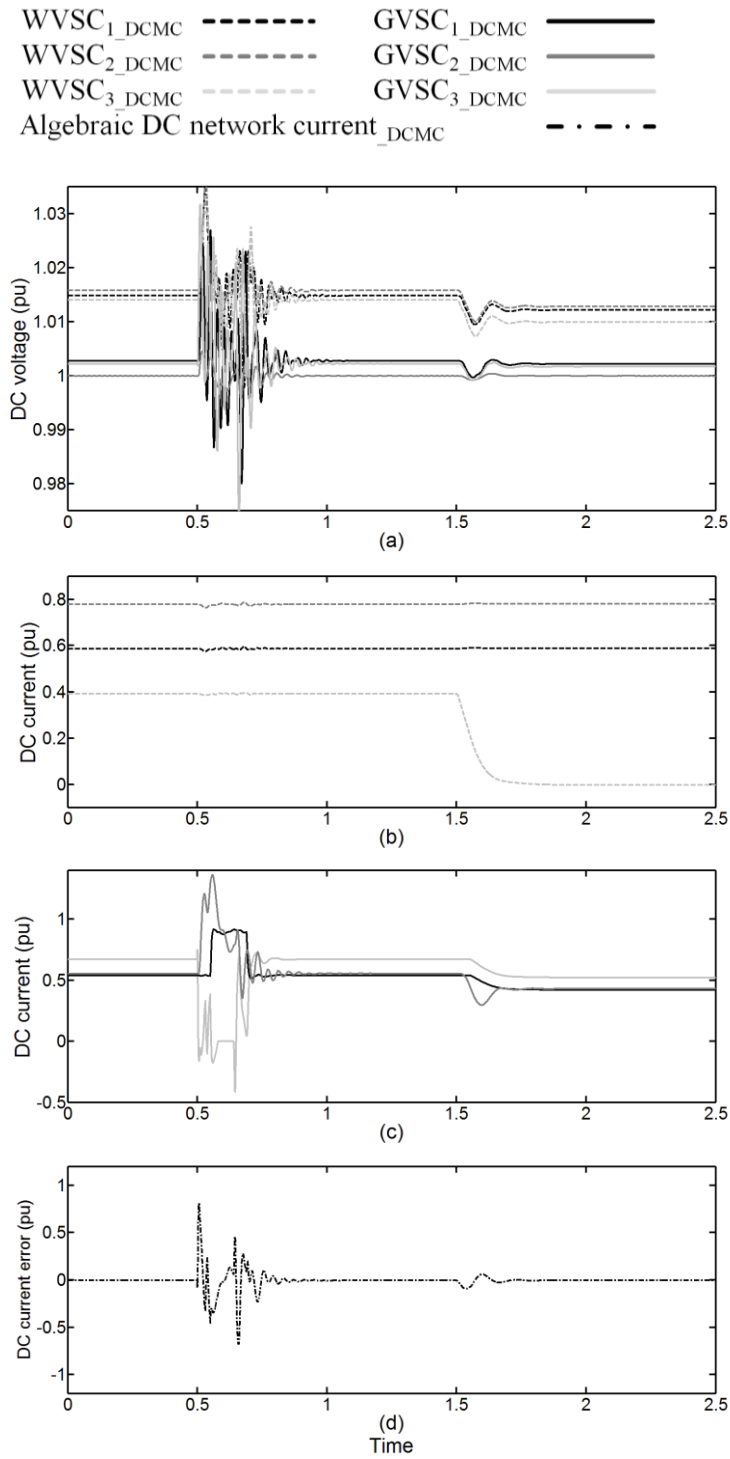 WVSC1_DCMC GVSC1_DCMC
WVSC2_DCMC GVSC2_DCMC
WVSC3_DCMC GVSC3_DCMC
Algebraic DC network current_DCMC
DC voltage (pu)
1.03
1.02
1.01
1
0.99
0.98
0 0.5 1 1.5 2 2.5
(a)
DC current (pu)
0.8
0.6
0.4
0.2
0
0 0.5 1 1.5 2 2.5
(b)
DC current (pu)
1
0.5
0
-0.5
0 0.5 1 1.5 2 2.5
(c)
DC current error (pu)
1
0.5
0
-0.5
-1
0 0.5 1 1.5 2 2.5
(d)
Time